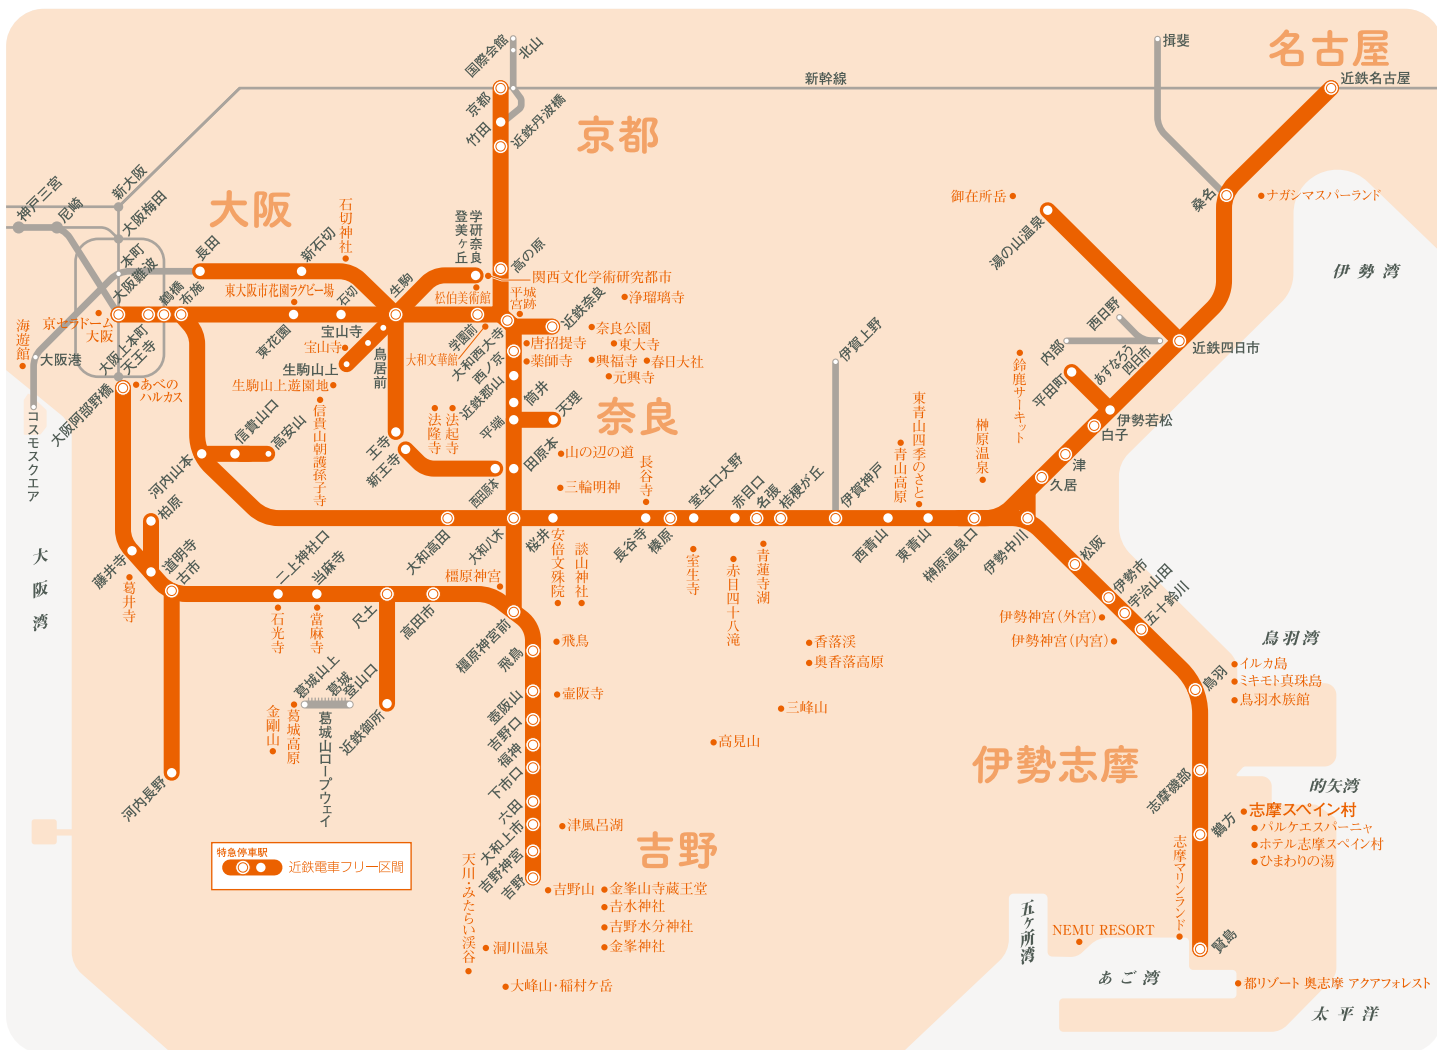 国際会館
北山
新幹線
揖斐
名古屋
近鉄名古屋
京都
竹田
近鉄丹波橋
京都
神戸三宮
尼崎
新大阪
大阪梅田
大阪
石切神社
桑名
ナガシマスパーランド
御在所岳
湯の山温泉
本町
大阪難波
長田
新石切
生駒
学研奈良
登美ヶ丘
高の原
関西文化学術研究都市
伊勢湾
鶴橋
布施
東大阪市花園ラグビー場
石切
松伯美術館
平城
宮跡
浄瑠璃寺
近鉄奈良
京セラドーム
大阪
海遊館
大阪港
大阪上本町
天王寺
東花園
宝山寺
宝山寺
鳥居前
生駒山上
生駒山上遊園地
大和文華館
学園前
大和西大寺
西ノ京
奈良公園
東大寺
唐招提寺
薬師寺
興福寺
春日大社
元興寺
伊賀上野
西日野
内部
あすなろう
四日市
近鉄四日市
鈴鹿サーキット
平田町
伊勢若松
白子
津
久居
あべの
ハルカス
大阪阿部野橋
コスモスクエア
信貴山口
高安山
信貴山朝護孫子寺
法隆寺
法起寺
近鉄郡山
筒井
平端
天理
奈良
王寺
新王寺
西田原本
田原本
山の辺の道
三輪明神
河内山本
長谷寺
室生口大野
赤目口
名張
桔梗が丘
伊賀神戸
青山高原
東青山四季のさと
榊原温泉
柏原
大和高田
大和八木
桜井
長谷寺
榛原
西青山
東青山
榊原温泉口
伊勢中川
松阪
大阪湾
藤井寺
葛井寺
道明寺
古市
二上神社口
当麻寺
石光寺
當麻寺
尺土
高田市
橿原神宮
安倍文殊院
談山神社
室生寺
赤目四十八滝
青蓮寺湖
伊勢市
宇治山田
五十鈴川
伊勢神宮(外宮)
伊勢神宮(内宮)
橿原神宮前
飛鳥
飛鳥
香落渓
奥香落高原
鳥羽湾
イルカ島
ミキモト真珠島
鳥羽水族館
鳥羽
葛城山上
葛城
登山口
葛城高原
金剛山
葛城山ロープウェイ
近鉄御所
壺阪山
壷阪寺
吉野口
三峰山
高見山
福神
下市口
伊勢志摩
志摩磯部
的矢湾
河内長野
六田
大和上市
津風呂湖
吉野
吉野神宮
吉野
志摩スペイン村
パルケエスパーニャ
ホテル志摩スペイン村
ひまわりの湯
鵜方
特急停車駅
近鉄電車フリー区間
天川・みたらい渓谷
吉野山
金峯山寺蔵王堂
吉水神社
吉野水分神社
金峯神社
洞川温泉
大峰山・稲村ケ岳
志摩マリンランド
五ヶ所湾
NEMU RESORT
賢島
あご湾
都リゾート 奥志摩 アクアフォレスト
太平洋